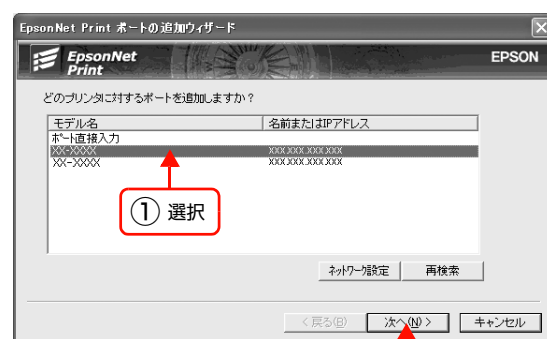 EpsonNet Print ポートの追加ウィザード
EpsonNet
Print
EPSON
どのプリンタに対するポートを追加しますか？
モデル名 名前またはIPアドレス
ポート直接入力
XX-XXXX XXX.XXX.XXX.XXX
XX-XXXX XXX.XXX.XXX.XXX
① 選択
ネットワーク設定 再検索
< 戻る(B) 次へ(N) > キャンセル